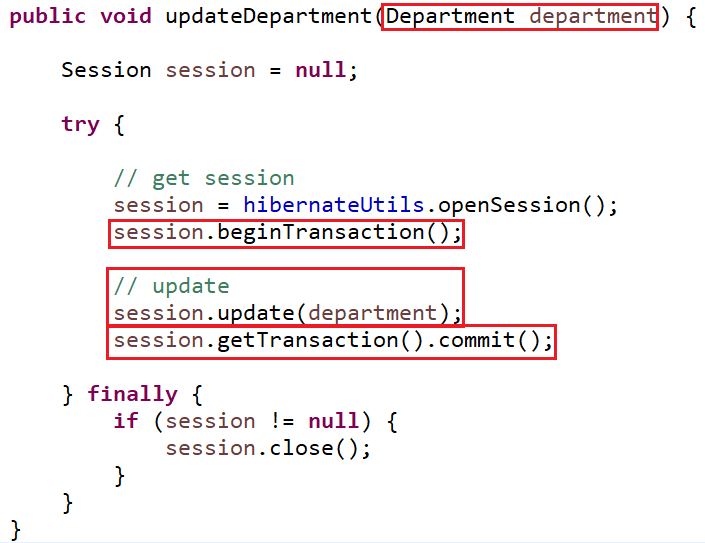 public void updateDepartment(Department department) {
Session session = null;
try {
// get session
session = hibernateUtils.openSession();
session.beginTransaction();
// update
session.update(department);
session.getTransaction().commit();
} finally {
if (session != null) {
session.close();
}
}
}